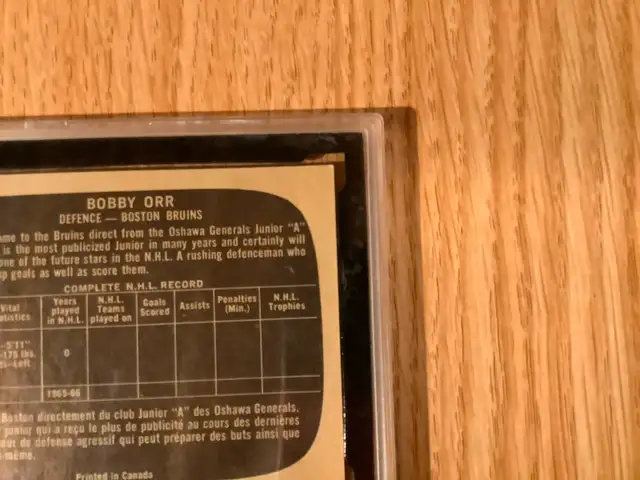 BOBBY ORR
DEFENCE — BOSTON BRUINS
to the Bruins direct from the Oshawa Generals Junior "A"
is the most publicized Junior in many years and certainly will
one of the future stars in the N.H.L. A rushing defenceman who
goals as well as score them.
COMPLETE N.H.L. RECORD
Vital Years played in N.H.L. N.H.L. Teams played on Goals Scored Assists Penalties (Min.) N.H.L. Trophies
5'11"
175 lbs. 0
Left
1965-66
Boston directement du club Junior "A" des Oshawa Generals.
junior qui a reçu le plus de publicité au cours des dernières
de défense agressif qui peut préparer des buts ainsi que
Printed in Canada